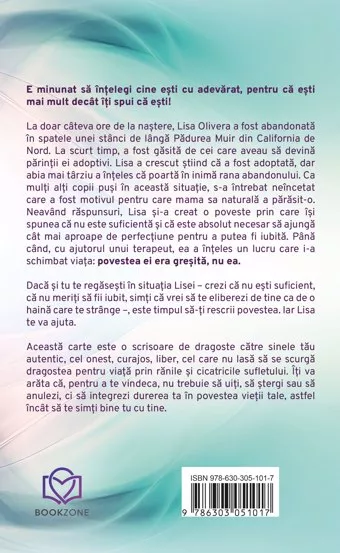 E minunat să înțelegi cine ești cu adevărat, pentru că ești
mai mult decât îți spui că ești!
La doar câteva ore de la naștere, Lisa Olivera a fost abandonată
în spatele unei stânci de lângă Pădurea Muir din California de
Nord. La scurt timp, a fost găsită de cei care aveau să devină
părinții ei adoptivi. Lisa a crescut știind că a fost adoptată, dar
abia mai târziu a înțeles că poartă în inimă rana abandonului. Ca
mulți alți copii puși în această situație, s-a întrebat neîncetat
care a fost motivul pentru care mama sa naturală a părăsit-o.
Neavând răspunsuri, Lisa și-a creat o poveste prin care își
spunea că nu este suficientă și că este absolut necesar să ajungă
cât mai aproape de perfecțiune pentru a putea fi iubită. Până
când, cu ajutorul unui terapeut, ea a înțeles un lucru care i-a
schimbat viața: povestea ei era greșită, nu ea.
Dacă și tu te regăsești în situația Lisei – crezi că nu ești suficient,
că nu meriți să fii iubit, simți că vrei să te eliberezi de tine ca de o
haină care te strânge –, este timpul să-ți rescrii povestea. Iar Lisa
te va ajuta.
Această carte este o scrisoare de dragoste către sinele tău
autentic, cel onest, curajos, liber, cel care nu lasă să se scurgă
dragostea pentru viață prin rănile și cicatricile sufletului. Îți va
arăta că, pentru a te vindeca, nu trebuie să uiți, să ștergi sau să
anulezi, ci să integrezi durerea ta în povestea vieții tale, astfel
încât să te simți bine tu cu tine.
BOOKZONE
ISBN 978-630-305-101-7
9 786303 051017